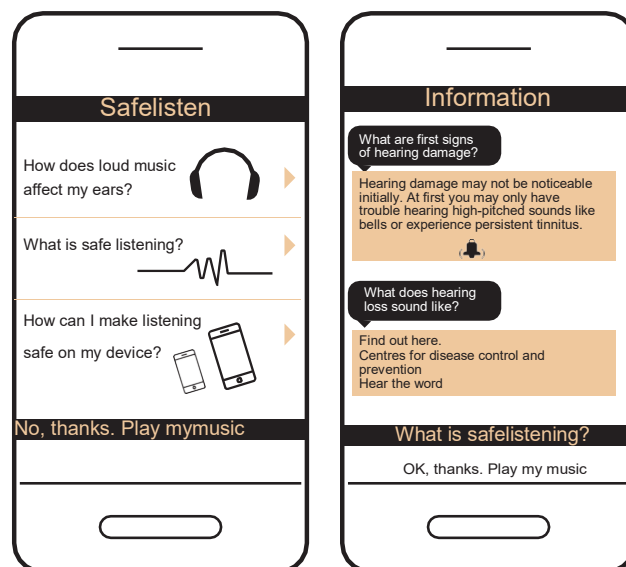 Safelisten
How does loud music
affect my ears?
What is safe listening?
How can I make listening
safe on my device?
No, thanks. Play mymusic
Information
What are first signs
of hearing damage?
Hearing damage may not be noticeable
initially. At first you may only have
trouble hearing high-pitched sounds like
bells or experience persistent tinnitus.
What does hearing
loss sound like?
Find out here.
Centres for disease control and
prevention
Hear the word
What is safelistening?
OK, thanks. Play my music